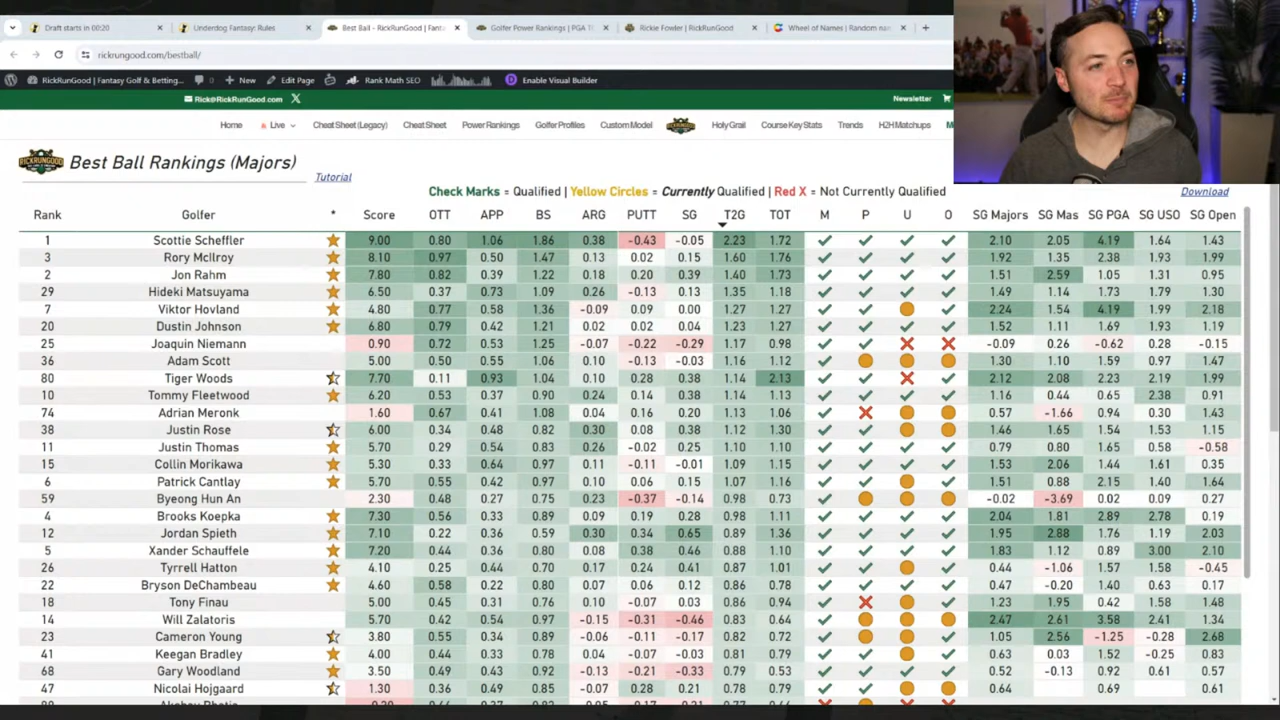 Draft starts in 00:20
Underdog Fantasy: Rules
Best Ball - RickRunGood | Fanta
Golfer Power Rankings | PGA T
Rickie Fowler | RickRunGood
Wheel of Names | Random na
rickrungood.com/bestball/
RickRunGood | Fantasy Golf & Betting... New Edit Page Rank Math SEO Enable Visual Builder
Rick@RickRunGood.com X Newsletter
Home Live Cheat Sheet (Legacy) Cheat Sheet Power Rankings Golfer Profiles Custom Model RICKRUNGOOD Holy Grail Course Key Stats Trends H2H Matchups
RICKRUNGOOD Best Ball Rankings (Majors) Tutorial
Check Marks = Qualified | Yellow Circles = Currently Qualified | Red X = Not Currently Qualified Download
Rank Golfer * Score OTT APP BS ARG PUTT SG T2G TOT M P U O SG Majors SG Mas SG PGA SG USO SG Open
1 Scottie Scheffler 9.00 0.80 1.06 1.86 0.38 -0.43 -0.05 2.23 1.72 2.10 2.05 4.19 1.64 1.43
3 Rory McIlroy 8.10 0.97 0.50 1.47 0.13 0.02 0.15 1.60 1.76 1.92 1.35 2.38 1.93 1.99
2 Jon Rahm 7.80 0.82 0.39 1.22 0.18 0.20 0.39 1.40 1.73 1.51 2.59 1.05 1.31 0.95
29 Hideki Matsuyama 6.50 0.37 0.73 1.09 0.26 -0.13 0.13 1.35 1.18 1.49 1.14 1.73 1.79 1.30
7 Viktor Hovland 4.80 0.77 0.58 1.36 -0.09 0.09 0.00 1.27 1.27 2.24 1.54 4.19 1.99 2.18
20 Dustin Johnson 6.80 0.79 0.42 1.21 0.02 0.02 0.04 1.23 1.27 1.52 1.11 1.69 1.93 1.19
25 Joaquin Niemann 0.90 0.72 0.53 1.25 -0.07 -0.22 -0.29 1.17 0.98 -0.09 0.26 -0.62 0.28 -0.15
36 Adam Scott 5.00 0.50 0.55 1.06 0.10 -0.13 -0.03 1.16 1.12 1.30 1.10 1.59 0.97 1.47
80 Tiger Woods 7.70 0.11 0.93 1.04 0.10 0.28 0.38 1.14 2.13 2.12 2.08 2.23 2.19 1.99
10 Tommy Fleetwood 6.20 0.53 0.37 0.90 0.24 0.14 0.38 1.14 1.13 1.16 0.44 0.65 2.38 0.91
74 Adrian Meronk 1.60 0.67 0.41 1.08 0.04 0.16 0.20 1.13 1.06 0.57 -1.66 0.94 0.30 1.43
38 Justin Rose 6.00 0.34 0.48 0.82 0.30 0.08 0.38 1.12 1.30 1.46 1.65 1.54 1.53 1.15
11 Justin Thomas 5.70 0.29 0.54 0.83 0.26 -0.02 0.25 1.10 1.10 0.79 0.80 1.65 0.58 -0.58
15 Collin Morikawa 5.30 0.33 0.64 0.97 0.11 -0.11 -0.01 1.09 1.15 1.53 2.06 1.44 1.61 0.35
6 Patrick Cantlay 5.70 0.55 0.42 0.97 0.10 0.06 0.15 1.07 1.16 1.51 0.88 2.15 1.40 1.64
59 Byeong Hun An 2.30 0.48 0.27 0.75 0.23 -0.37 -0.14 0.98 0.73 -0.02 -3.69 0.02 0.09 0.27
4 Brooks Koepka 7.30 0.56 0.33 0.89 0.09 0.19 0.28 0.98 1.11 2.04 1.81 2.89 2.78 0.19
12 Jordan Spieth 7.10 0.22 0.36 0.59 0.30 0.34 0.65 0.89 1.36 1.95 2.88 1.76 1.19 2.03
5 Xander Schauffele 7.20 0.44 0.36 0.80 0.08 0.38 0.46 0.88 1.10 1.83 1.12 0.89 3.00 2.10
26 Tyrrell Hatton 4.10 0.25 0.44 0.70 0.17 0.24 0.41 0.87 1.01 0.44 -1.06 1.57 1.58 -0.45
22 Bryson DeChambeau 4.60 0.58 0.22 0.80 0.07 0.06 0.12 0.86 0.78 0.47 -0.20 1.40 0.63 0.17
18 Tony Finau 5.00 0.45 0.31 0.76 0.10 -0.07 0.03 0.86 0.94 1.23 1.95 0.42 1.58 1.48
14 Will Zalatoris 5.70 0.42 0.54 0.97 -0.15 -0.31 -0.46 0.83 0.64 2.47 2.61 3.58 2.41 1.34
23 Cameron Young 3.80 0.55 0.34 0.89 -0.06 -0.11 -0.17 0.82 0.72 1.05 2.56 -1.25 -0.28 2.68
41 Keegan Bradley 4.00 0.44 0.33 0.78 0.04 -0.07 -0.03 0.81 0.79 0.63 0.03 1.52 -0.25 0.83
68 Gary Woodland 3.50 0.49 0.43 0.92 -0.13 -0.21 -0.33 0.79 0.53 0.52 -0.13 0.92 0.61 0.57
47 Nicolai Hojgaard 1.30 0.36 0.49 0.85 -0.07 0.28 0.21 0.78 0.79 0.64 0.69 0.61